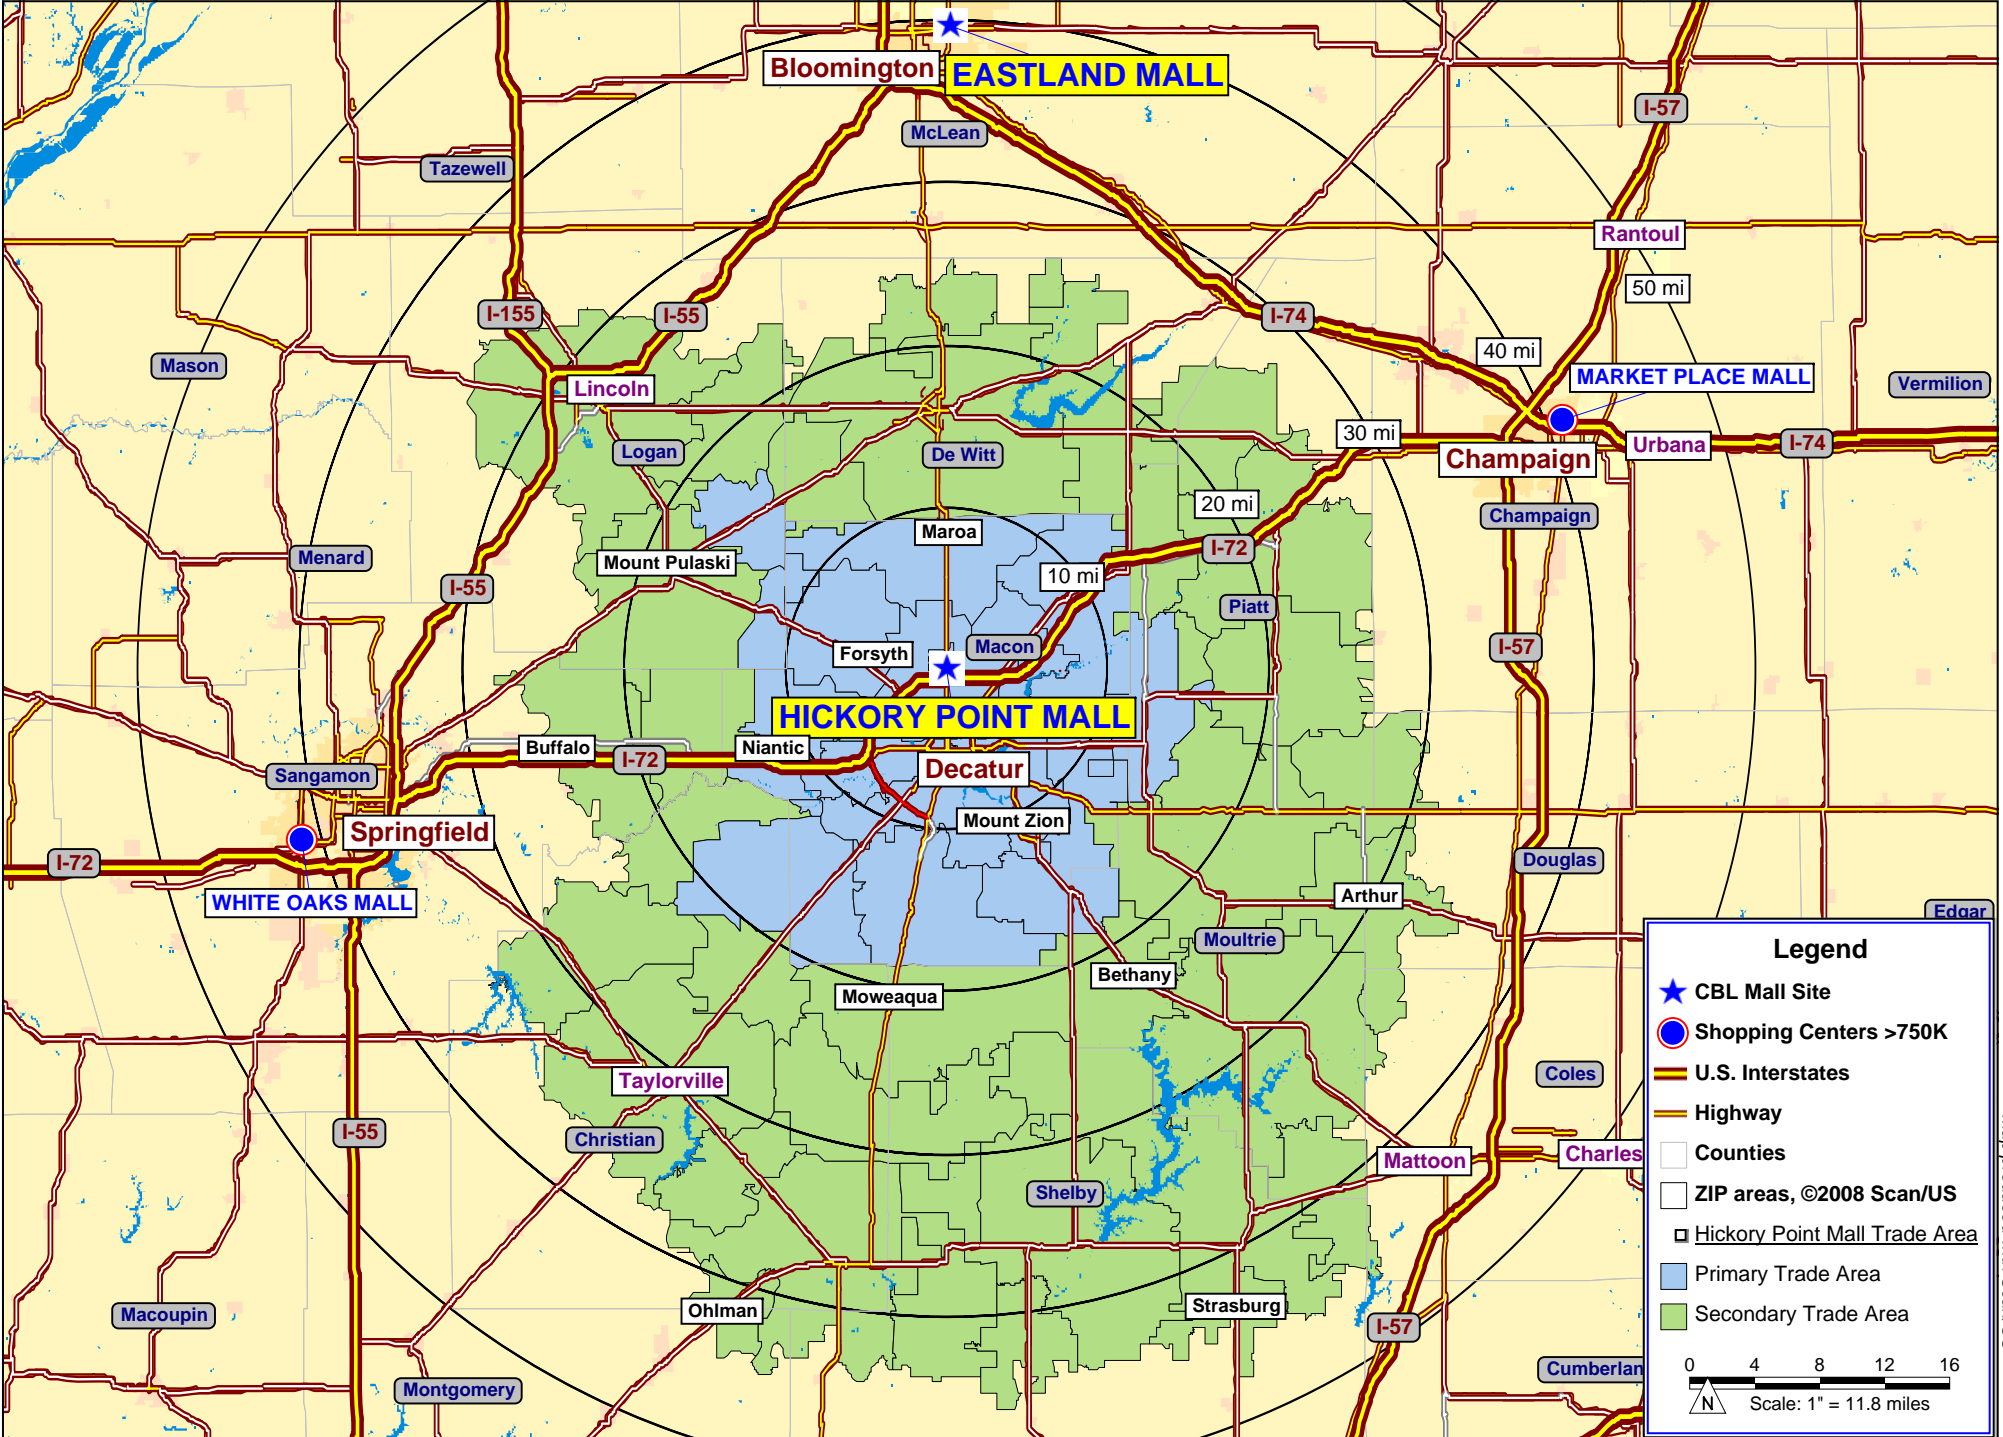 Bloomington
EASTLAND MALL
I-57
McLean
Tazewell
Rantoul
50 mi
I-155
I-55
I-74
40 mi
Mason
MARKET PLACE MALL
Vermilion
Lincoln
30 mi
Urbana
I-74
Logan
De Witt
Champaign
20 mi
Champaign
Maroa
Menard
Mount Pulaski
I-72
10 mi
I-55
Piatt
Forsyth
Macon
I-57
HICKORY POINT MALL
Buffalo
Niantic
I-72
Sangamon
Decatur
Springfield
Mount Zion
I-72
Douglas
WHITE OAKS MALL
Arthur
Edgar
Moultrie
Bethany
Moweaqua
Taylorville
Coles
I-55
Christian
Mattoon
Charles
Shelby
Macoupin
Ohlman
Strasburg
I-57
Cumberlan
Montgomery
Legend
CBL Mall Site
Shopping Centers >750K
U.S. Interstates
Highway
Counties
ZIP areas, ©2008 Scan/US
Hickory Point Mall Trade Area
Primary Trade Area
Secondary Trade Area
0 4 8 12 16
N Scale: 1" = 11.8 miles